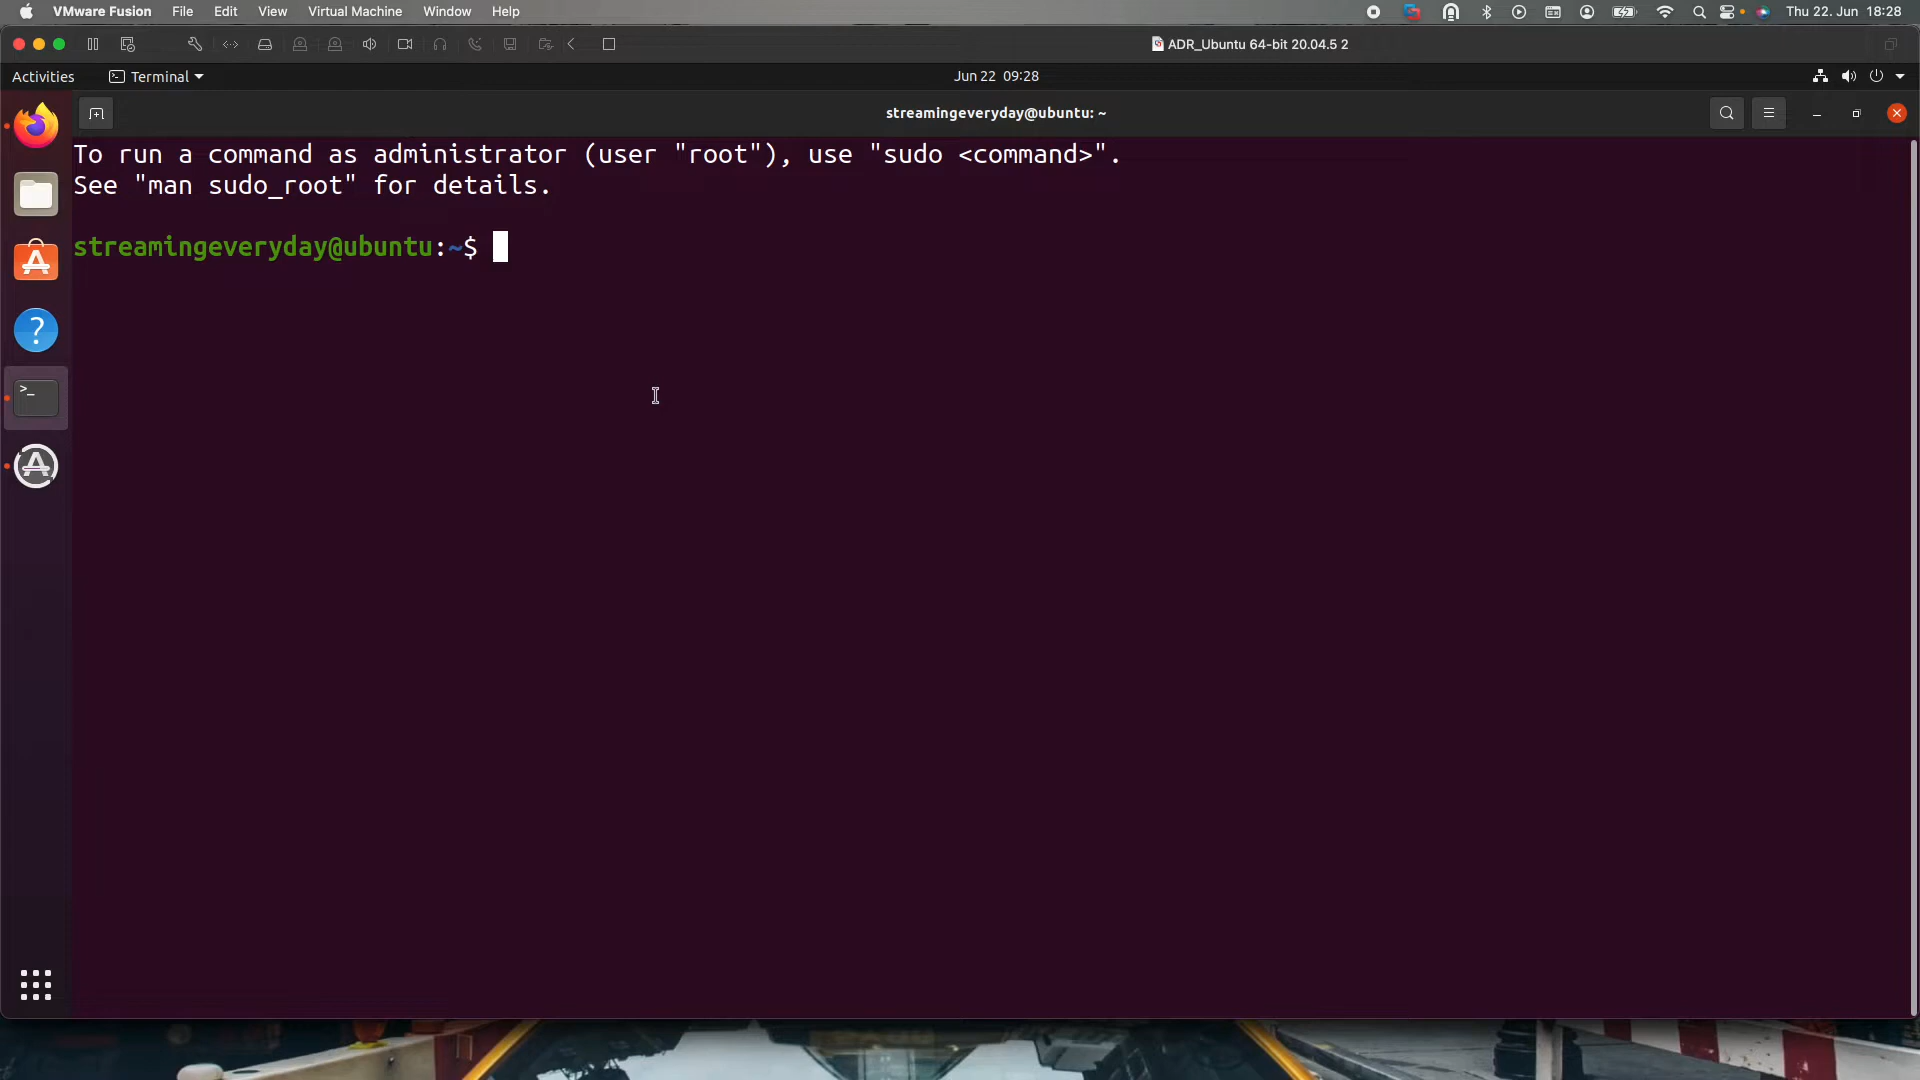 VMware Fusion File Edit View Virtual Machine Window Help Thu 22. Jun 18:28
ADR_Ubuntu 64-bit 20.04.5 2
Activities Terminal Jun 22 09:28
streamingeveryday@ubuntu: ~
To run a command as administrator (user "root"), use "sudo <command>".
See "man sudo_root" for details.
streamingeveryday@ubuntu:~$